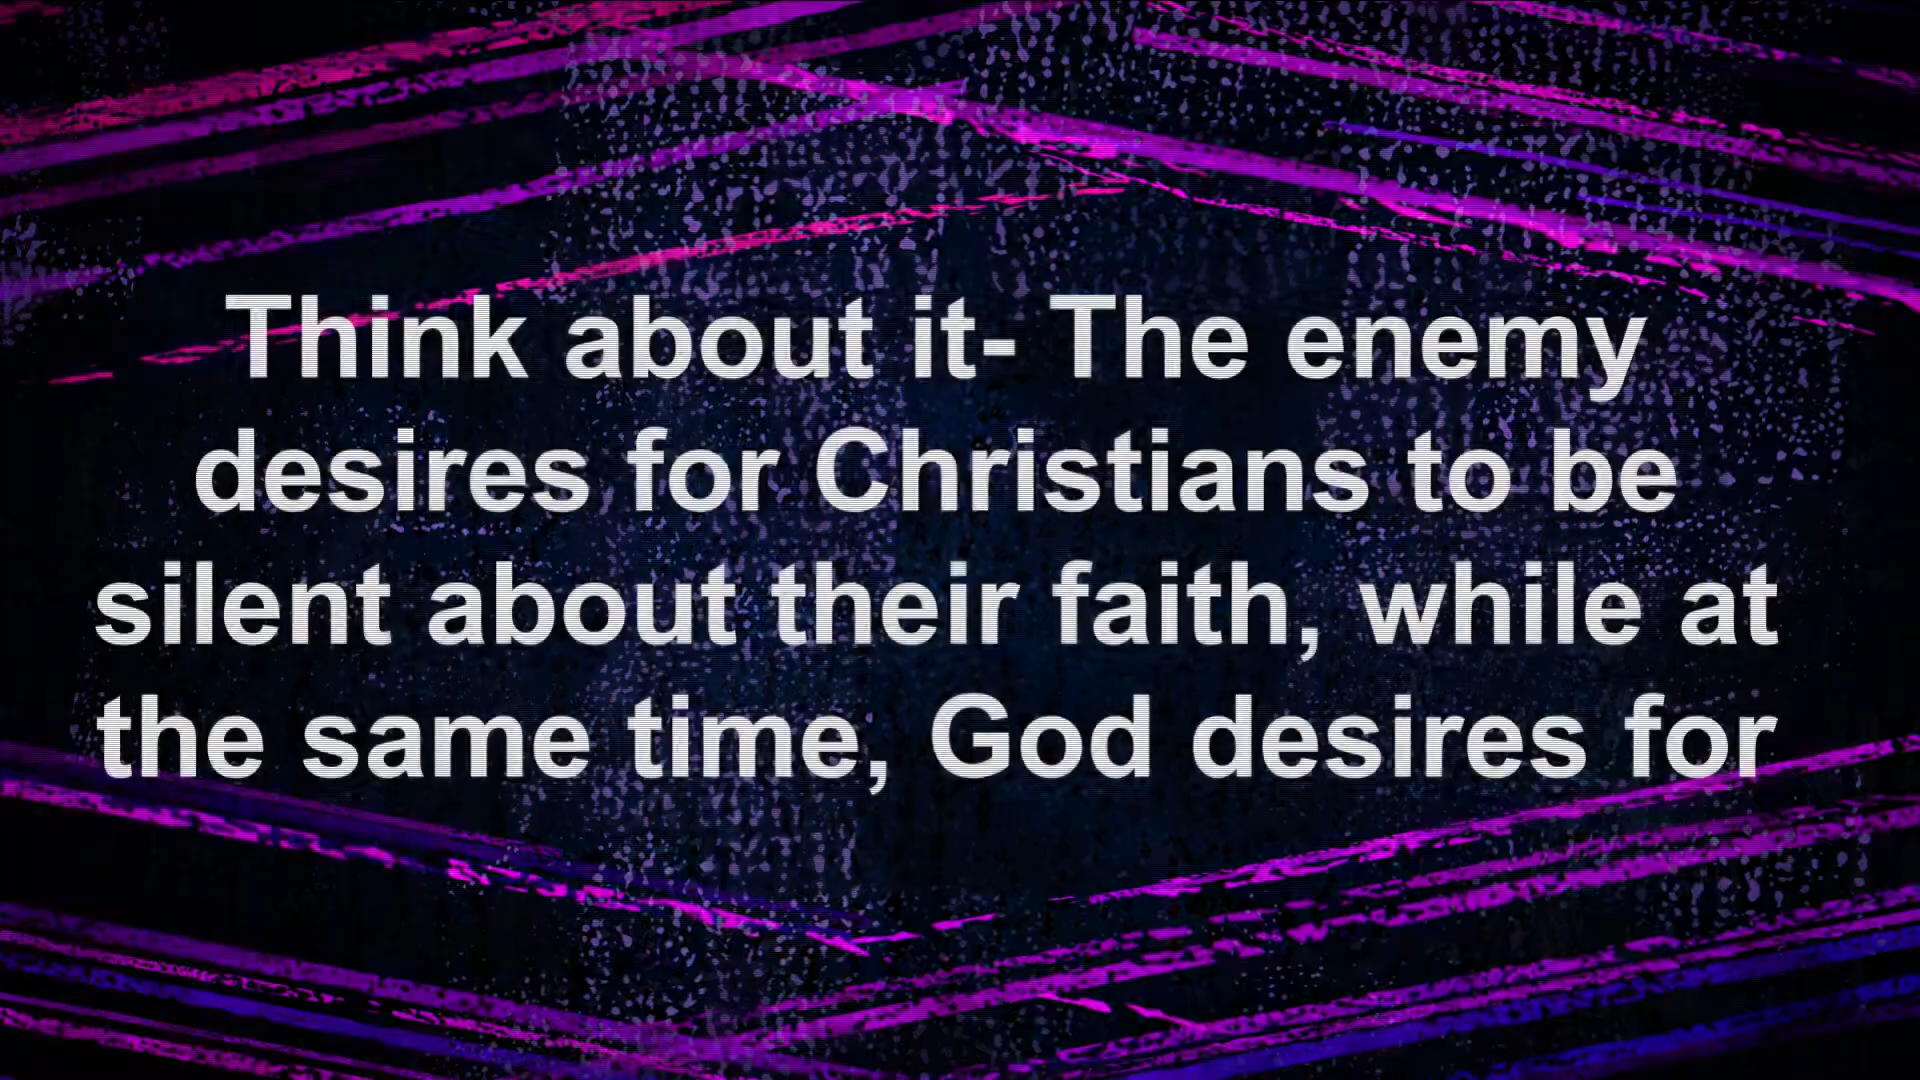 Think about it- The enemy
desires for Christians to be
silent about their faith, while at
the same time, God desires for